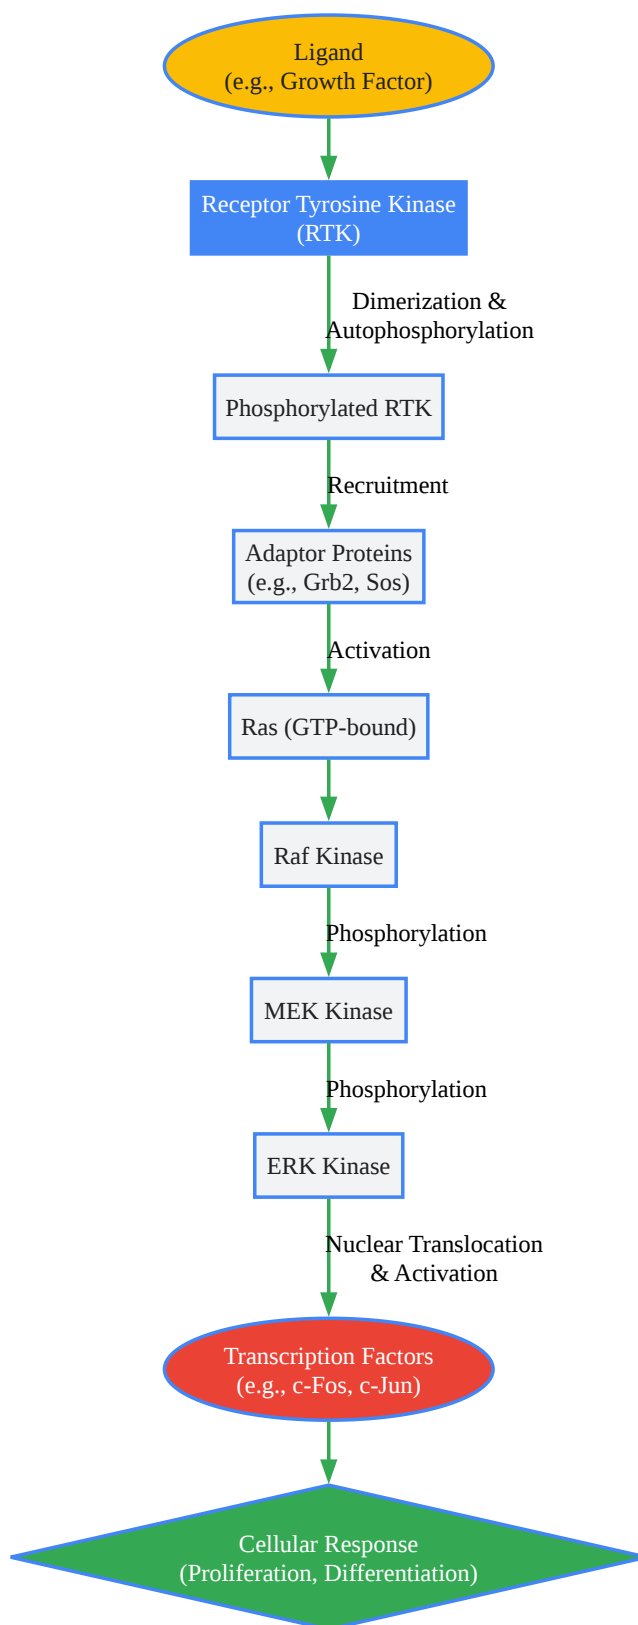 Ligand
(e.g., Growth Factor)
Receptor Tyrosine Kinase
(RTK)
Dimerization &
Autophosphorylation
Phosphorylated RTK
Recruitment
Adaptor Proteins
(e.g., Grb2, Sos)
Activation
Ras (GTP-bound)
Raf Kinase
Phosphorylation
MEK Kinase
Phosphorylation
ERK Kinase
Nuclear Translocation
& Activation
Transcription Factors
(e.g., c-Fos, c-Jun)
Cellular Response
(Proliferation, Differentiation)